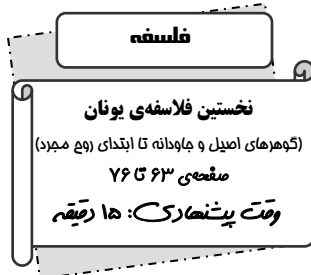 فلسفه
نخستین فلاسفه‌ی یونان
(گوهرهای اصیل و جاودانه تا ابتدای روح مجرد)
صفحه‌ی ۶۳ تا ۷۶
وقت پیشنهادی: ۱۵ دقیقه